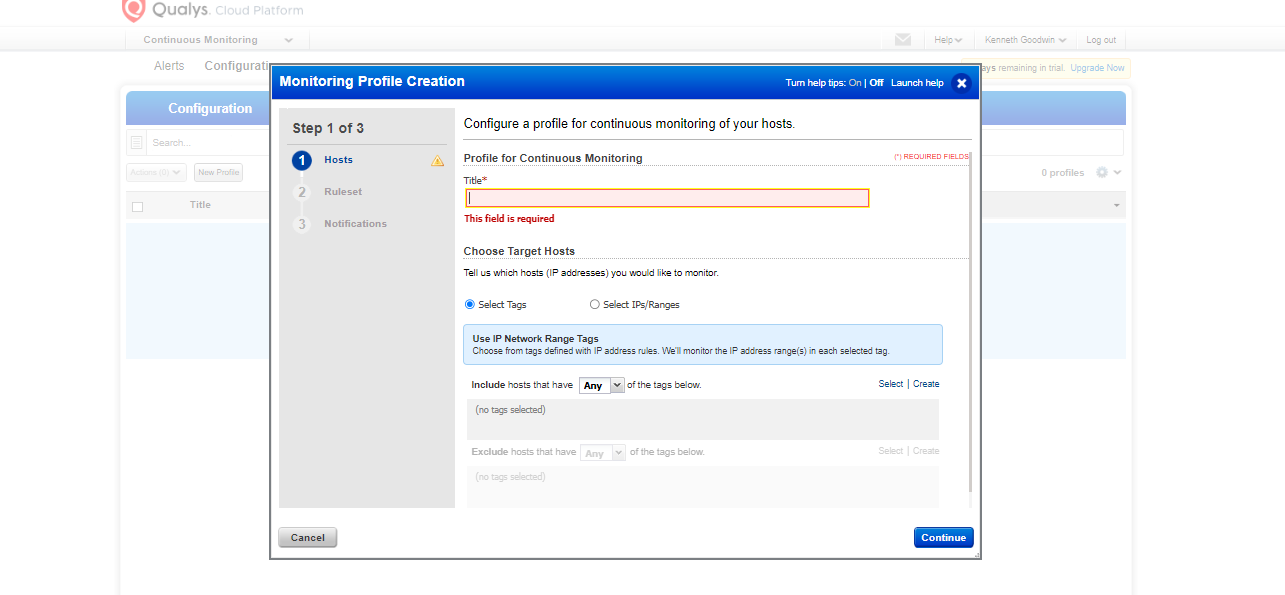 Qualys. Cloud Platform
Continuous Monitoring
Help
Kenneth Goodwin
Log out
Alerts
Configurati
ays remaining in trial. Upgrade Now
Configuration
Search...
Actions (0)
New Profile
0 profiles
Title
Monitoring Profile Creation
Turn help tips: On | Off Launch help
Step 1 of 3
1 Hosts
2 Ruleset
3 Notifications
Configure a profile for continuous monitoring of your hosts.
Profile for Continuous Monitoring
(*) REQUIRED FIELDS
Title*
This field is required
Choose Target Hosts
Tell us which hosts (IP addresses) you would like to monitor.
Select Tags
Select IPs/Ranges
Use IP Network Range Tags
Choose from tags defined with IP address rules. We'll monitor the IP address range(s) in each selected tag.
Include hosts that have Any of the tags below.
Select | Create
(no tags selected)
Exclude hosts that have Any of the tags below.
Select | Create
(no tags selected)
Cancel
Continue